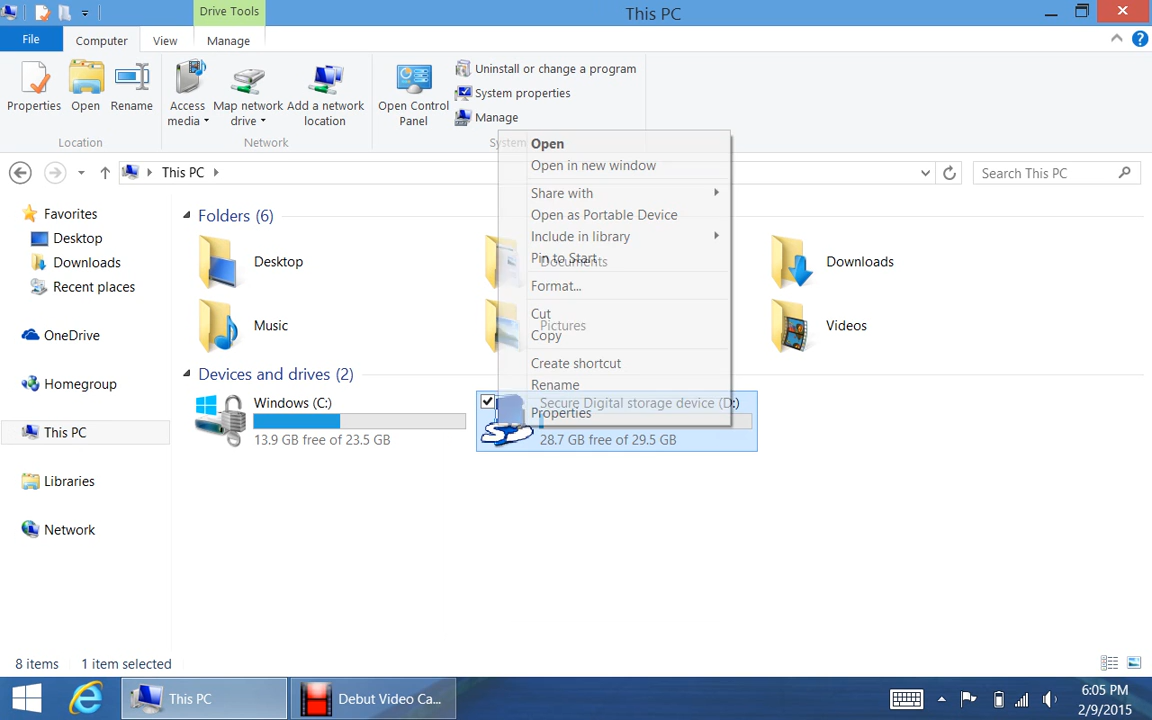 Drive Tools
This PC
File
Computer
View
Manage
Properties
Open
Rename
Access media
Map network drive
Add a network location
Open Control Panel
Uninstall or change a program
System properties
Manage
Location
Network
System
This PC
Search This PC
Favorites
Desktop
Downloads
Recent places
OneDrive
Homegroup
This PC
Libraries
Network
Folders (6)
Desktop
Documents
Downloads
Music
Pictures
Videos
Devices and drives (2)
Windows (C:)
13.9 GB free of 23.5 GB
Secure Digital storage device (D:)
28.7 GB free of 29.5 GB
Open
Open in new window
Share with
Open as Portable Device
Include in library
Pin to Start
Format...
Cut
Copy
Create shortcut
Rename
Properties
8 items
1 item selected
This PC
Debut Video Ca...
6:05 PM
2/9/2015